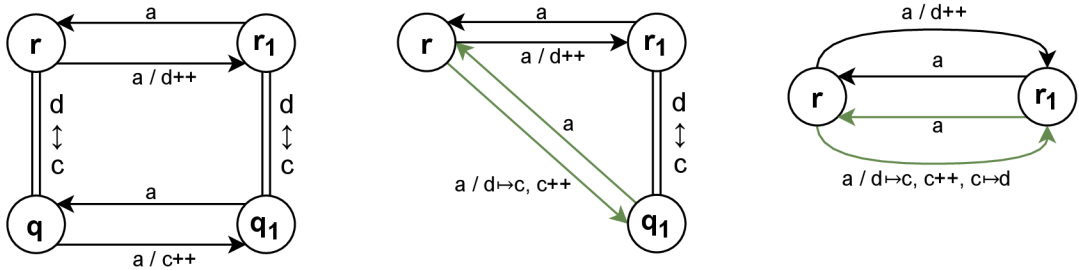 a
r
r1
a / d++
d
↕
c
d
↕
c
a
q
q1
a / c++
a
r
r1
a / d++
d
↕
c
a
a / d↦c, c++
q1
a / d++
a
r
r1
a
a / d↦c, c++, c↦d